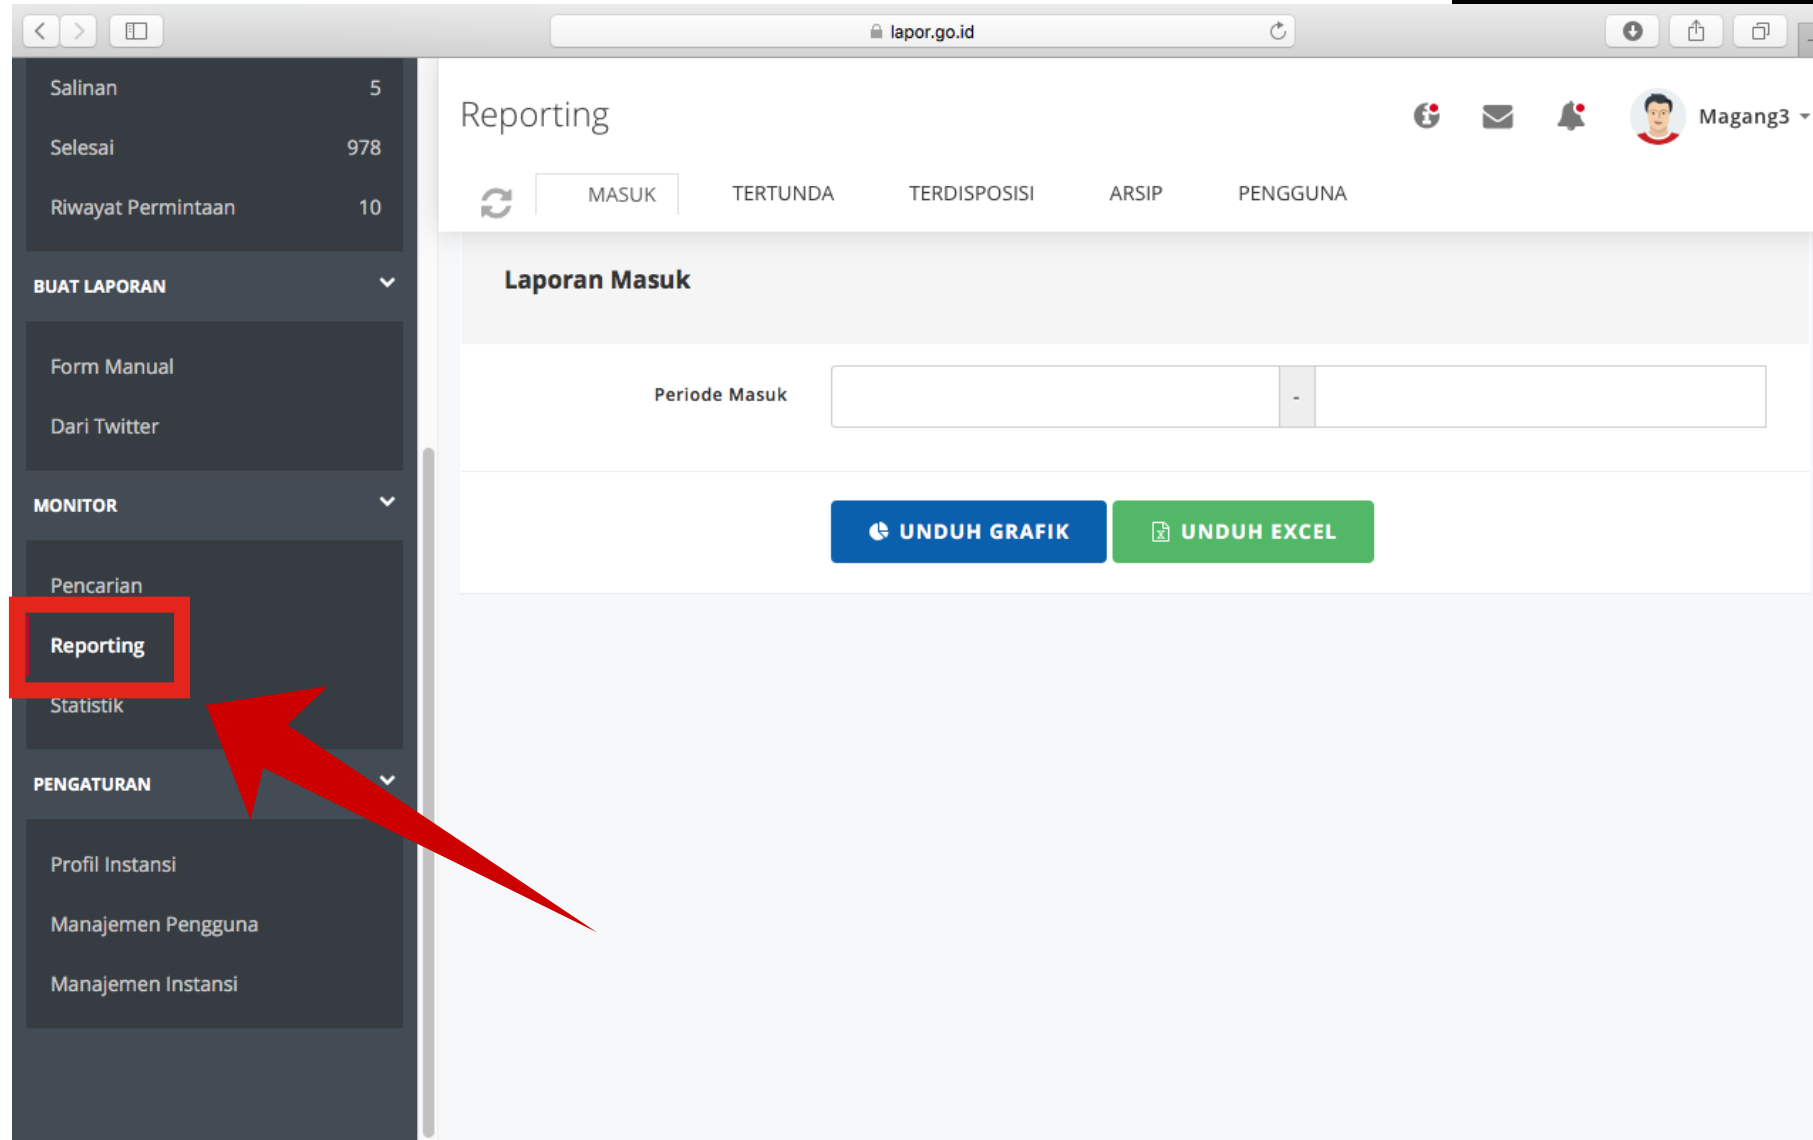 lapor.go.id
Salinan 5
Selesai 978
Riwayat Permintaan 10
BUAT LAPORAN
Form Manual
Dari Twitter
MONITOR
Pencarian
Reporting
Statistik
PENGATURAN
Profil Instansi
Manajemen Pengguna
Manajemen Instansi
Reporting
Magang3
MASUK TERTUNDA TERDISPOSISI ARSIP PENGGUNA
Laporan Masuk
Periode Masuk -
UNDUH GRAFIK UNDUH EXCEL